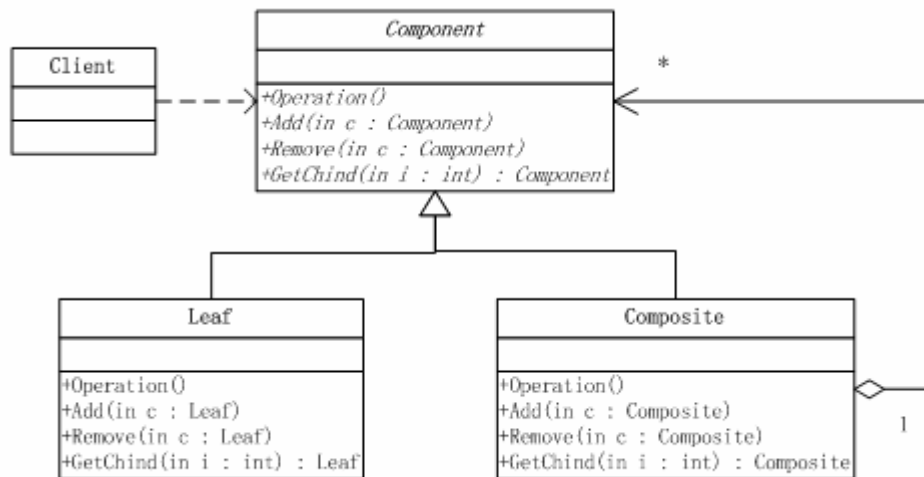 Component
Client
*
+Operation()
+Add(in c : Component)
+Remove(in c : Component)
+GetChind(in i : int) : Component
Leaf
+Operation()
+Add(in c : Leaf)
+Remove(in c : Leaf)
+GetChind(in i : int) : Leaf
Composite
+Operation()
+Add(in c : Composite)
+Remove(in c : Composite)
+GetChind(in i : int) : Composite
1